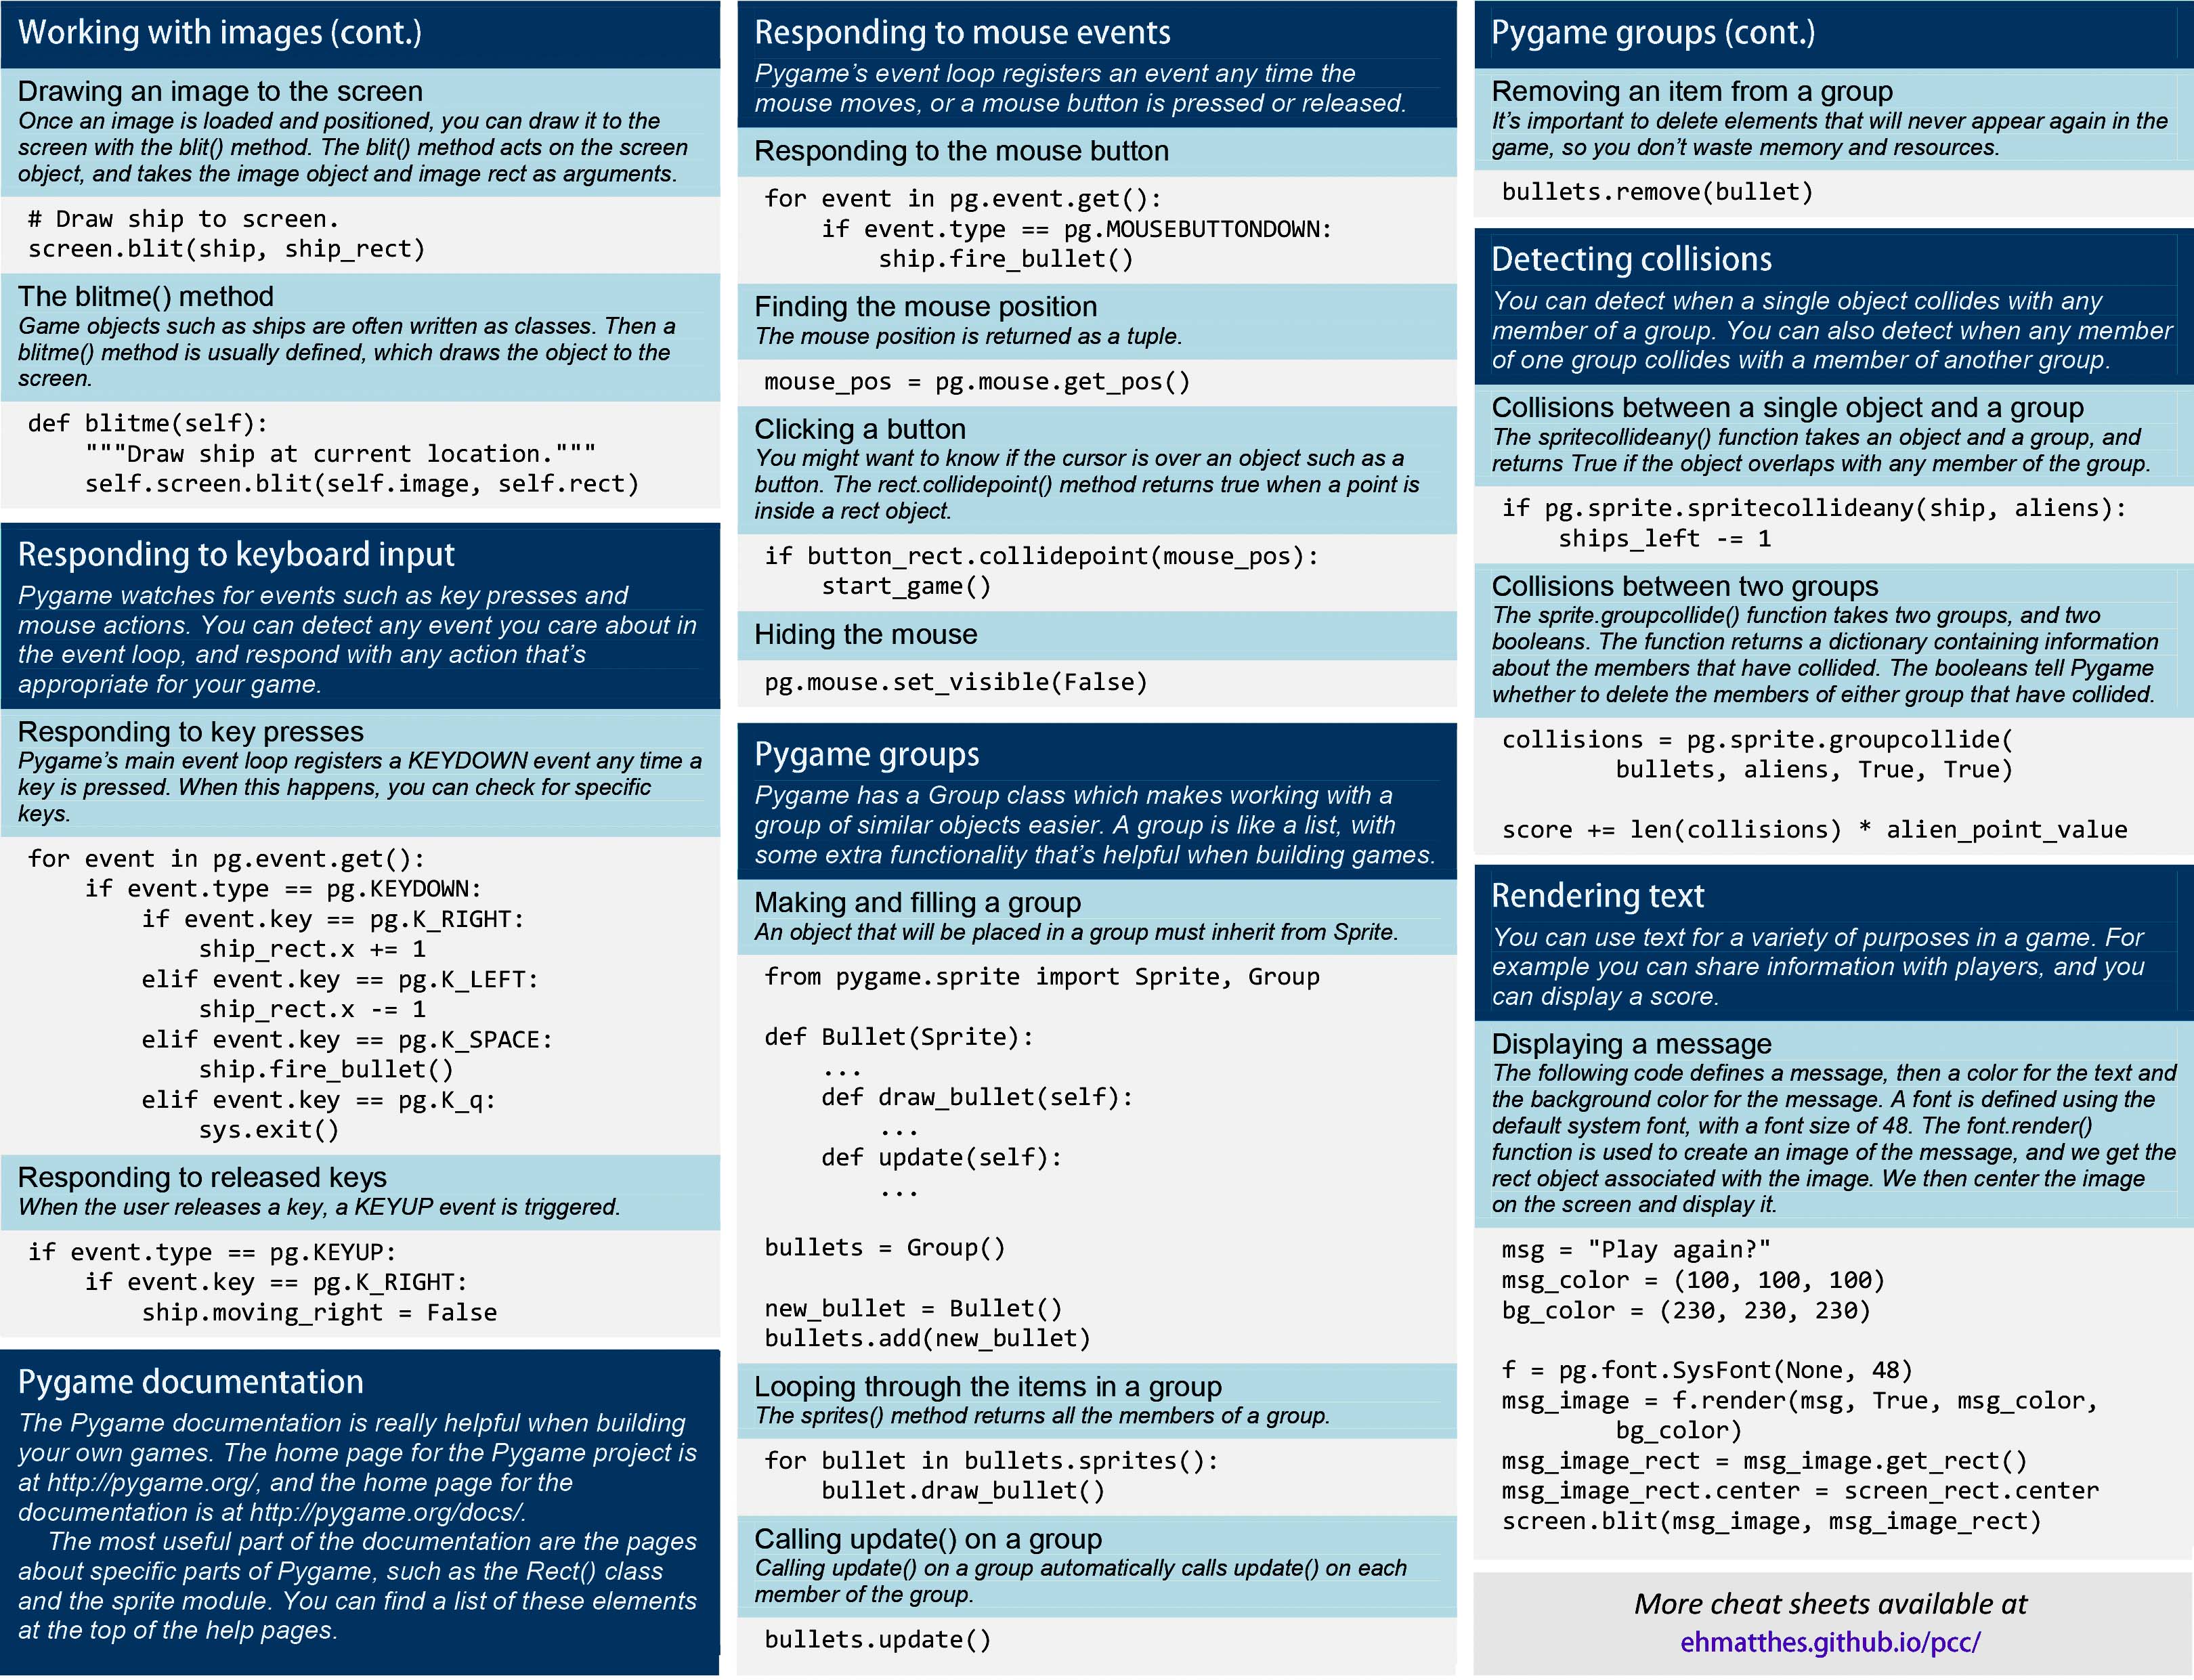 Working with images (cont.)
Drawing an image to the screen
Once an image is loaded and positioned, you can draw it to the
screen with the blit() method. The blit() method acts on the screen
object, and takes the image object and image rect as arguments.
# Draw ship to screen.
screen.blit(ship, ship_rect)
The blitme() method
Game objects such as ships are often written as classes. Then a
blitme() method is usually defined, which draws the object to the
screen.
def blitme(self):
    """Draw ship at current location."""
    self.screen.blit(self.image, self.rect)
Responding to keyboard input
Pygame watches for events such as key presses and
mouse actions. You can detect any event you care about in
the event loop, and respond with any action that's
appropriate for your game.
Responding to key presses
Pygame's main event loop registers a KEYDOWN event any time a
key is pressed. When this happens, you can check for specific
keys.
for event in pg.event.get():
    if event.type == pg.KEYDOWN:
        if event.key == pg.K_RIGHT:
            ship_rect.x += 1
        elif event.key == pg.K_LEFT:
            ship_rect.x -= 1
        elif event.key == pg.K_SPACE:
            ship.fire_bullet()
        elif event.key == pg.K_q:
            sys.exit()
Responding to released keys
When the user releases a key, a KEYUP event is triggered.
if event.type == pg.KEYUP:
    if event.key == pg.K_RIGHT:
        ship.moving_right = False
Pygame documentation
The Pygame documentation is really helpful when building
your own games. The home page for the Pygame project is
at http://pygame.org/, and the home page for the
documentation is at http://pygame.org/docs/.
The most useful part of the documentation are the pages
about specific parts of Pygame, such as the Rect() class
and the sprite module. You can find a list of these elements
at the top of the help pages.
Responding to mouse events
Pygame's event loop registers an event any time the
mouse moves, or a mouse button is pressed or released.
Responding to the mouse button
for event in pg.event.get():
    if event.type == pg.MOUSEBUTTONDOWN:
        ship.fire_bullet()
Finding the mouse position
The mouse position is returned as a tuple.
mouse_pos = pg.mouse.get_pos()
Clicking a button
You might want to know if the cursor is over an object such as a
button. The rect.collidepoint() method returns true when a point is
inside a rect object.
if button_rect.collidepoint(mouse_pos):
    start_game()
Hiding the mouse
pg.mouse.set_visible(False)
Pygame groups
Pygame has a Group class which makes working with a
group of similar objects easier. A group is like a list, with
some extra functionality that's helpful when building games.
Making and filling a group
An object that will be placed in a group must inherit from Sprite.
from pygame.sprite import Sprite, Group
def Bullet(Sprite):
    ...
    def draw_bullet(self):
        ...
    def update(self):
        ...
bullets = Group()
new_bullet = Bullet()
bullets.add(new_bullet)
Looping through the items in a group
The sprites() method returns all the members of a group.
for bullet in bullets.sprites():
    bullet.draw_bullet()
Calling update() on a group
Calling update() on a group automatically calls update() on each
member of the group.
bullets.update()
Pygame groups (cont.)
Removing an item from a group
It's important to delete elements that will never appear again in the
game, so you don't waste memory and resources.
bullets.remove(bullet)
Detecting collisions
You can detect when a single object collides with any
member of a group. You can also detect when any member
of one group collides with a member of another group.
Collisions between a single object and a group
The spritecollideany() function takes an object and a group, and
returns True if the object overlaps with any member of the group.
if pg.sprite.spritecollideany(ship, aliens):
    ships_left -= 1
Collisions between two groups
The sprite.groupcollide() function takes two groups, and two
booleans. The function returns a dictionary containing information
about the members that have collided. The booleans tell Pygame
whether to delete the members of either group that have collided.
collisions = pg.sprite.groupcollide(
        bullets, aliens, True, True)
score += len(collisions) * alien_point_value
Rendering text
You can use text for a variety of purposes in a game. For
example you can share information with players, and you
can display a score.
Displaying a message
The following code defines a message, then a color for the text and
the background color for the message. A font is defined using the
default system font, with a font size of 48. The font.render()
function is used to create an image of the message, and we get the
rect object associated with the image. We then center the image
on the screen and display it.
msg = "Play again?"
msg_color = (100, 100, 100)
bg_color = (230, 230, 230)
f = pg.font.SysFont(None, 48)
msg_image = f.render(msg, True, msg_color,
        bg_color)
msg_image_rect = msg_image.get_rect()
msg_image_rect.center = screen_rect.center
screen.blit(msg_image, msg_image_rect)
More cheat sheets available at
ehmatthes.github.io/pcc/